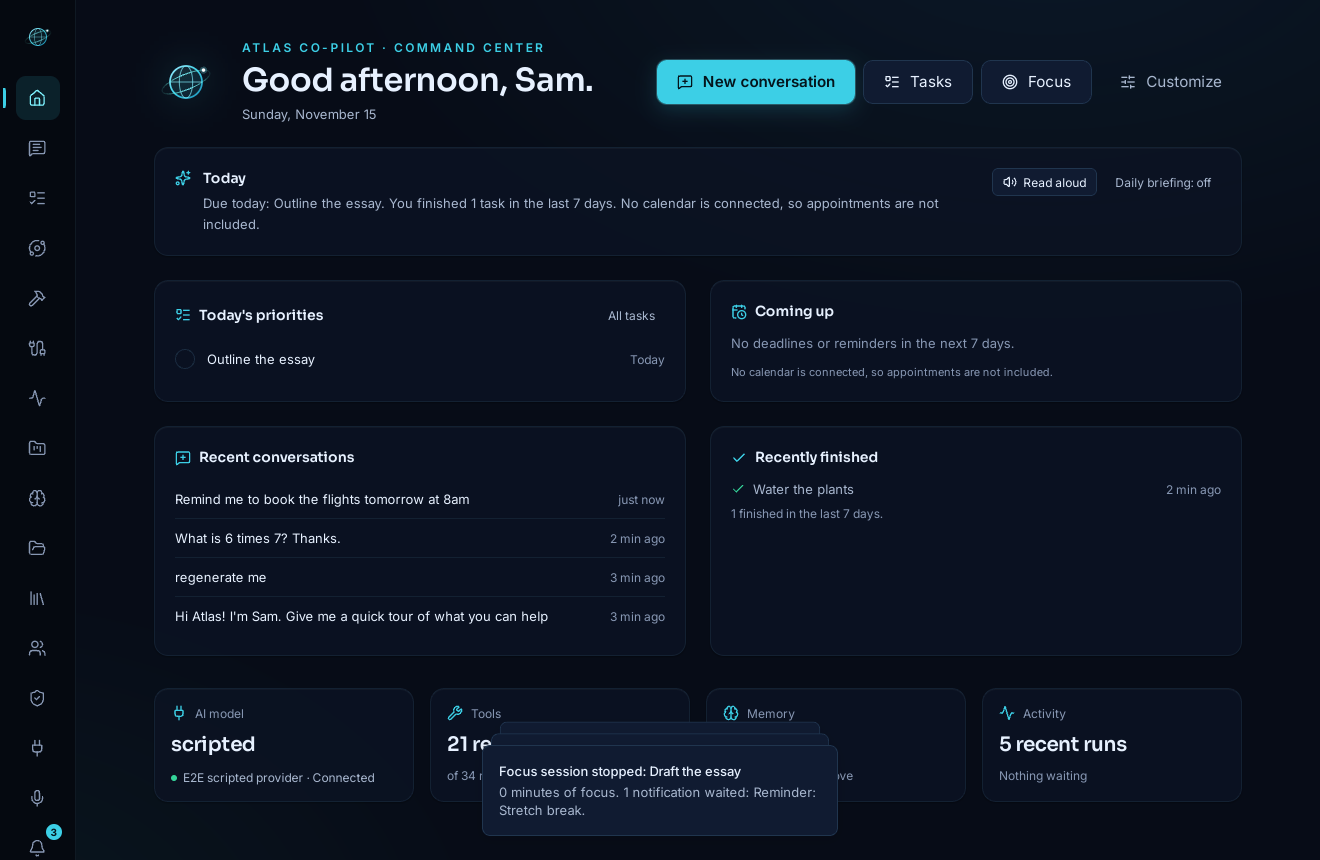 ATLAS CO-PILOT · COMMAND CENTER
Good afternoon, Sam.
Sunday, November 15
New conversation
Tasks
Focus
Customize
Today
Due today: Outline the essay. You finished 1 task in the last 7 days. No calendar is connected, so appointments are not
included.
Read aloud
Daily briefing: off
Today's priorities
All tasks
Outline the essay
Today
Coming up
No deadlines or reminders in the next 7 days.
No calendar is connected, so appointments are not included.
Recent conversations
Remind me to book the flights tomorrow at 8am
just now
What is 6 times 7? Thanks.
2 min ago
regenerate me
3 min ago
Hi Atlas! I'm Sam. Give me a quick tour of what you can help
3 min ago
Recently finished
Water the plants
2 min ago
1 finished in the last 7 days.
AI model
scripted
E2E scripted provider · Connected
Tools
21 re
of 34
Memory
Activity
5 recent runs
Nothing waiting
Focus session stopped: Draft the essay
0 minutes of focus. 1 notification waited: Reminder:
Stretch break.
3